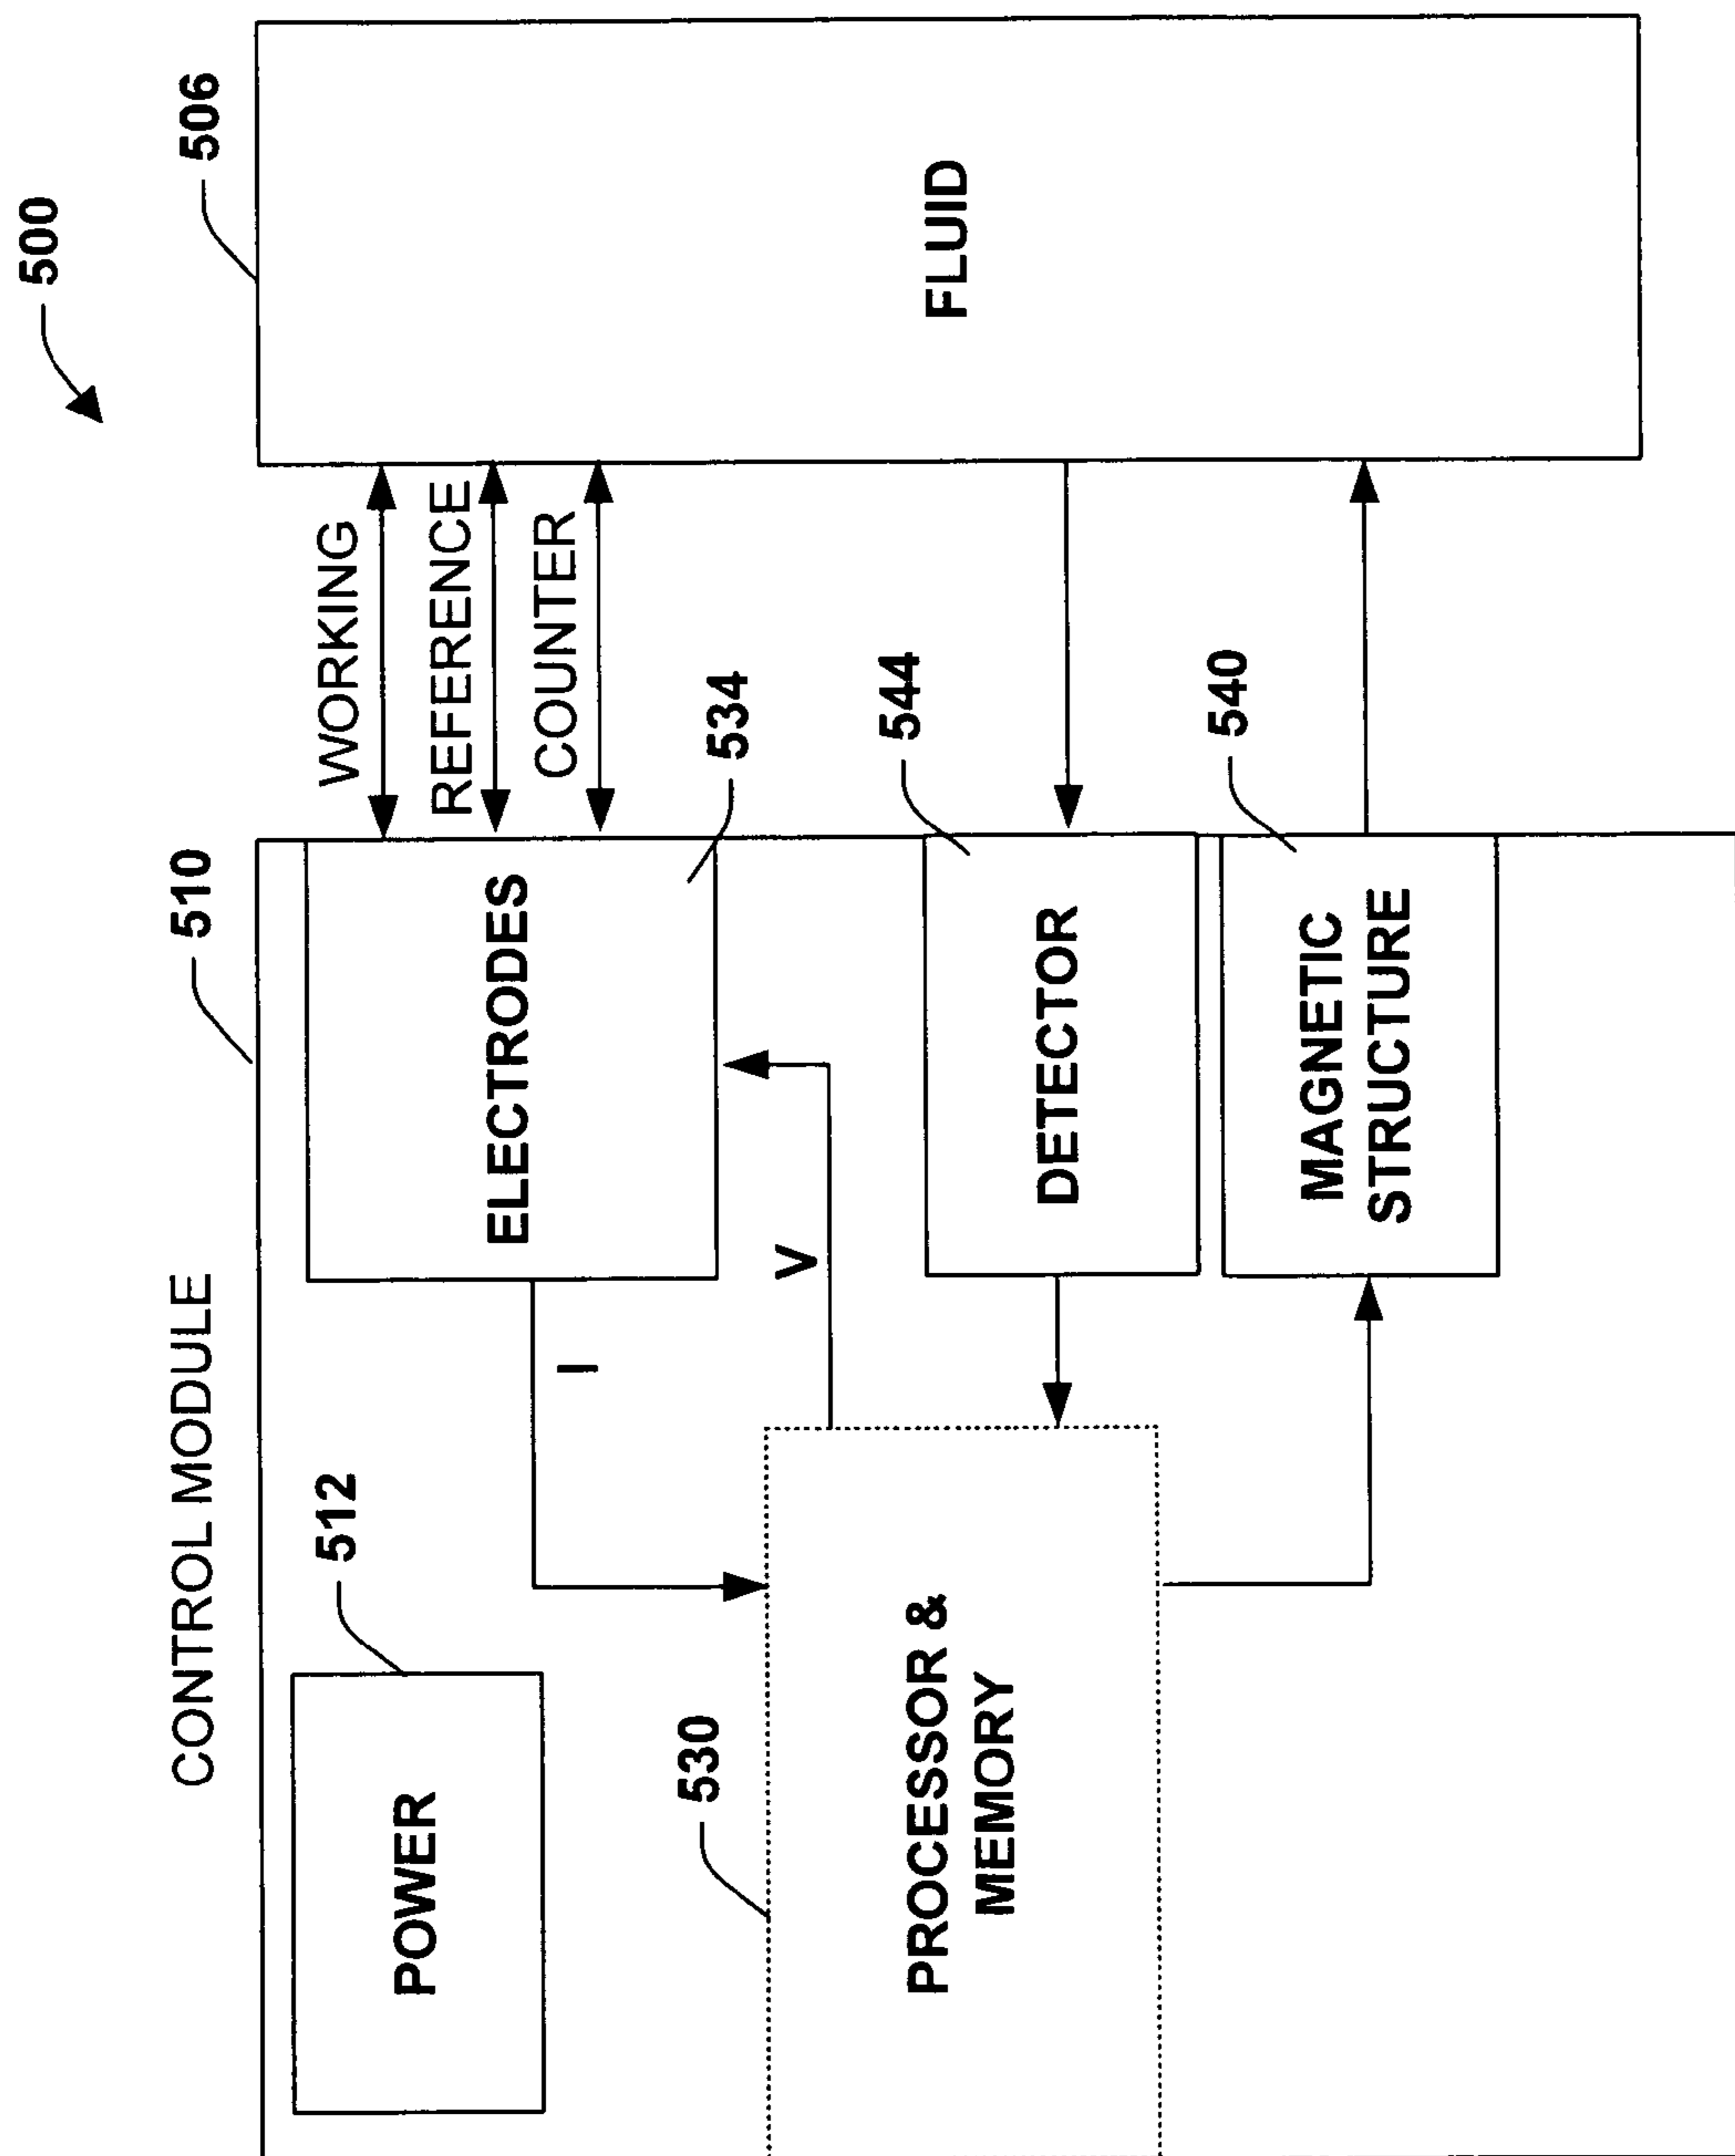 500
506
FLUID
WORKING
REFERENCE
COUNTER
510
CONTROL MODULE
534
ELECTRODES
544
DETECTOR
540
MAGNETIC
STRUCTURE
I
V
512
POWER
530
PROCESSOR &
MEMORY